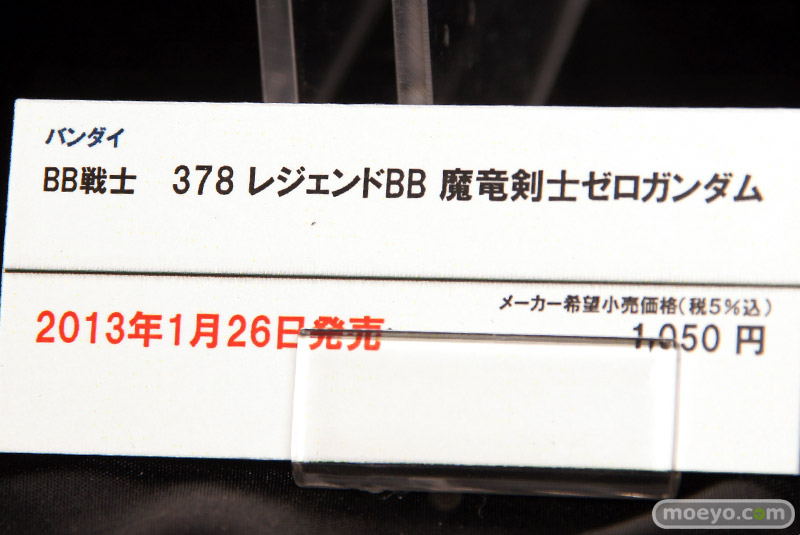 バンダイ
BB戦士　378 レジェンドBB 魔竜剣士ゼロガンダム
メーカー希望小売価格(税5%込)
2013年1月26日発売
1,050 円
moeyo.com